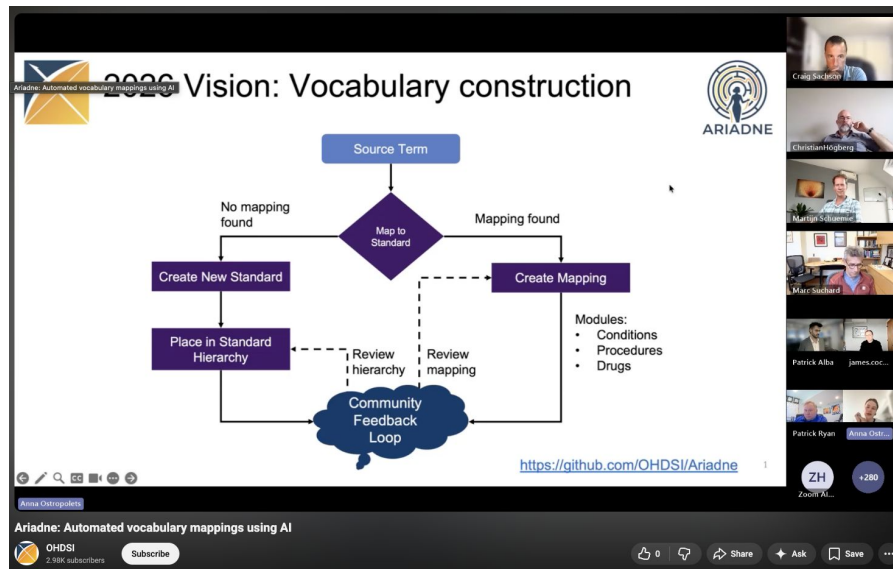 Ariadne: Automated vocabulary mappings using AI
2026 Vision: Vocabulary construction
ARIADNE
Source Term
No mapping
found
Map to
Standard
Mapping found
Create New Standard
Create Mapping
Place in Standard
Hierarchy
Modules:
• Conditions
• Procedures
• Drugs
Review
hierarchy
Review
mapping
Community
Feedback
Loop
https://github.com/OHDSI/Ariadne
1
CC
Anna Ostropolets
Craig Sachson
ChristianHögberg
Martijn Schuemie
Marc Suchard
Patrick Alba
james.coc...
Patrick Ryan
Anna Ostr...
ZH
Zoom AI...
+280
Ariadne: Automated vocabulary mappings using AI
OHDSI
2.98K subscribers
Subscribe
0
Share
Ask
Save